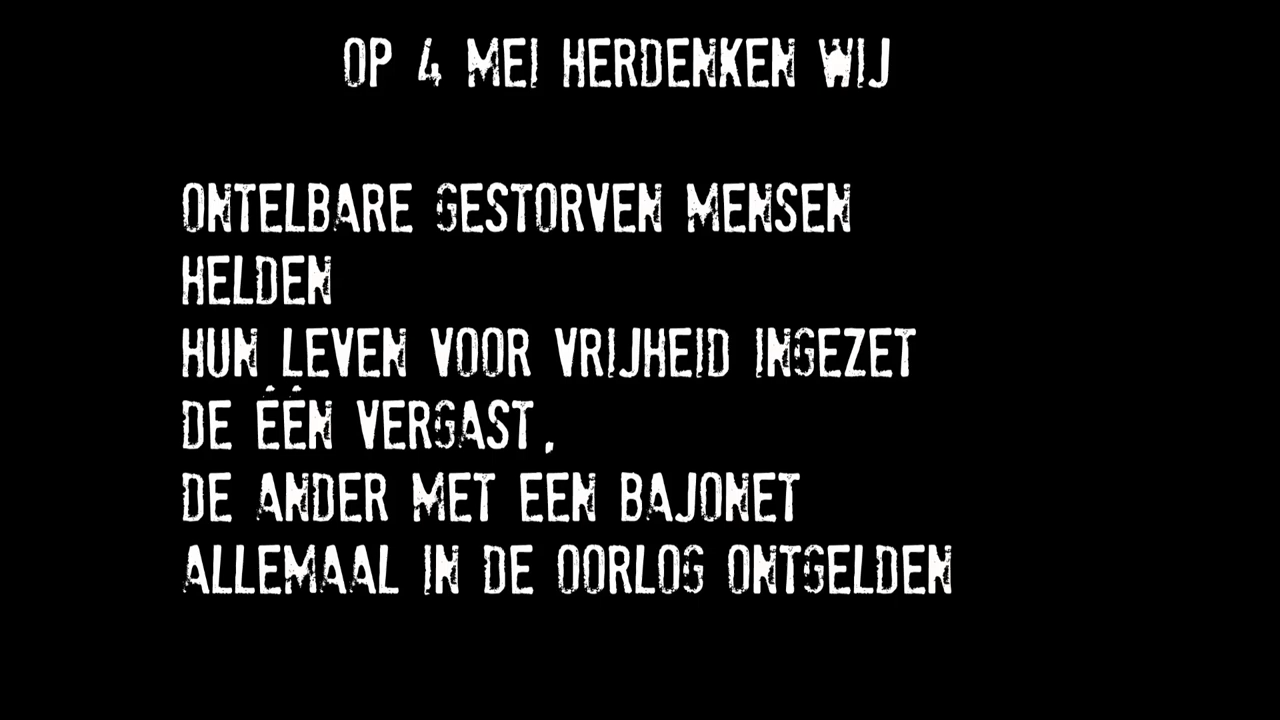 OP 4 MEI HERDENKEN WIJ
ONTELBARE GESTORVEN MENSEN
HELDEN
HUN LEVEN VOOR VRIJHEID INGEZET
DE ÉÉN VERGAST,
DE ANDER MET EEN BAJONET
ALLEMAAL IN DE OORLOG ONTGELDEN